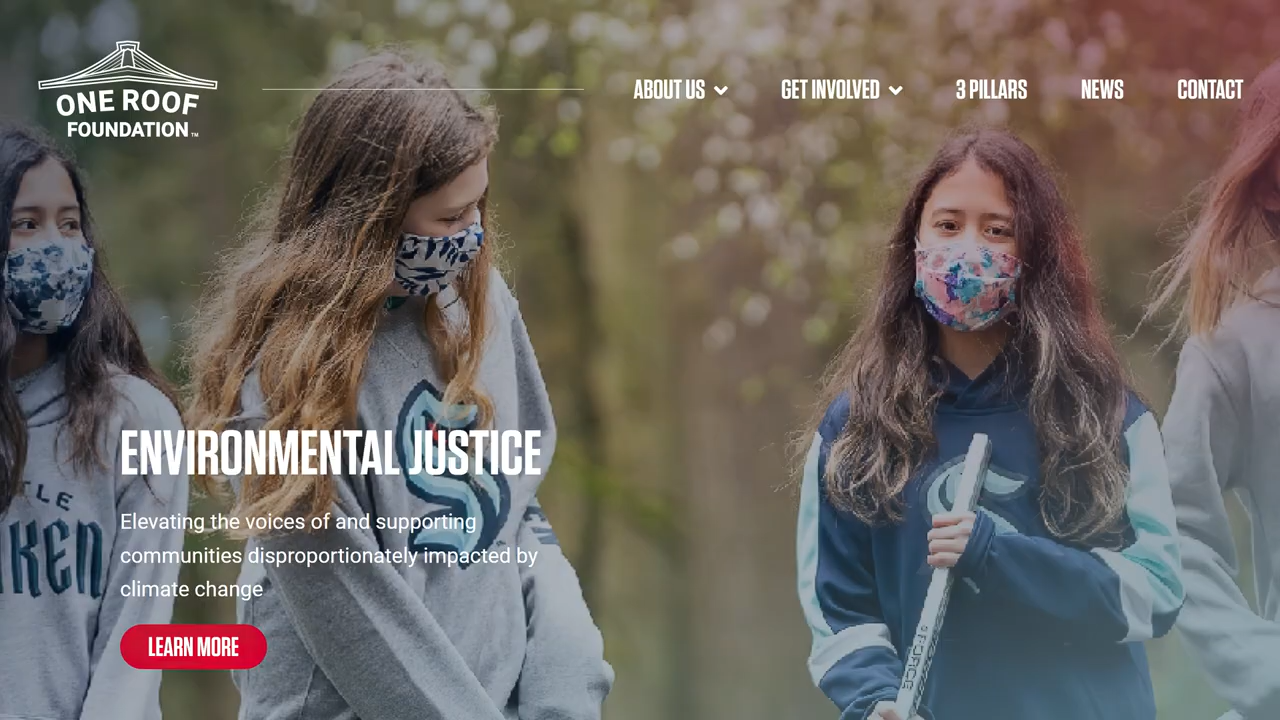 ONE ROOF
FOUNDATION™
ABOUT US
GET INVOLVED
3 PILLARS
NEWS
CONTACT
ENVIRONMENTAL JUSTICE
Elevating the voices of and supporting
communities disproportionately impacted by
climate change
LEARN MORE